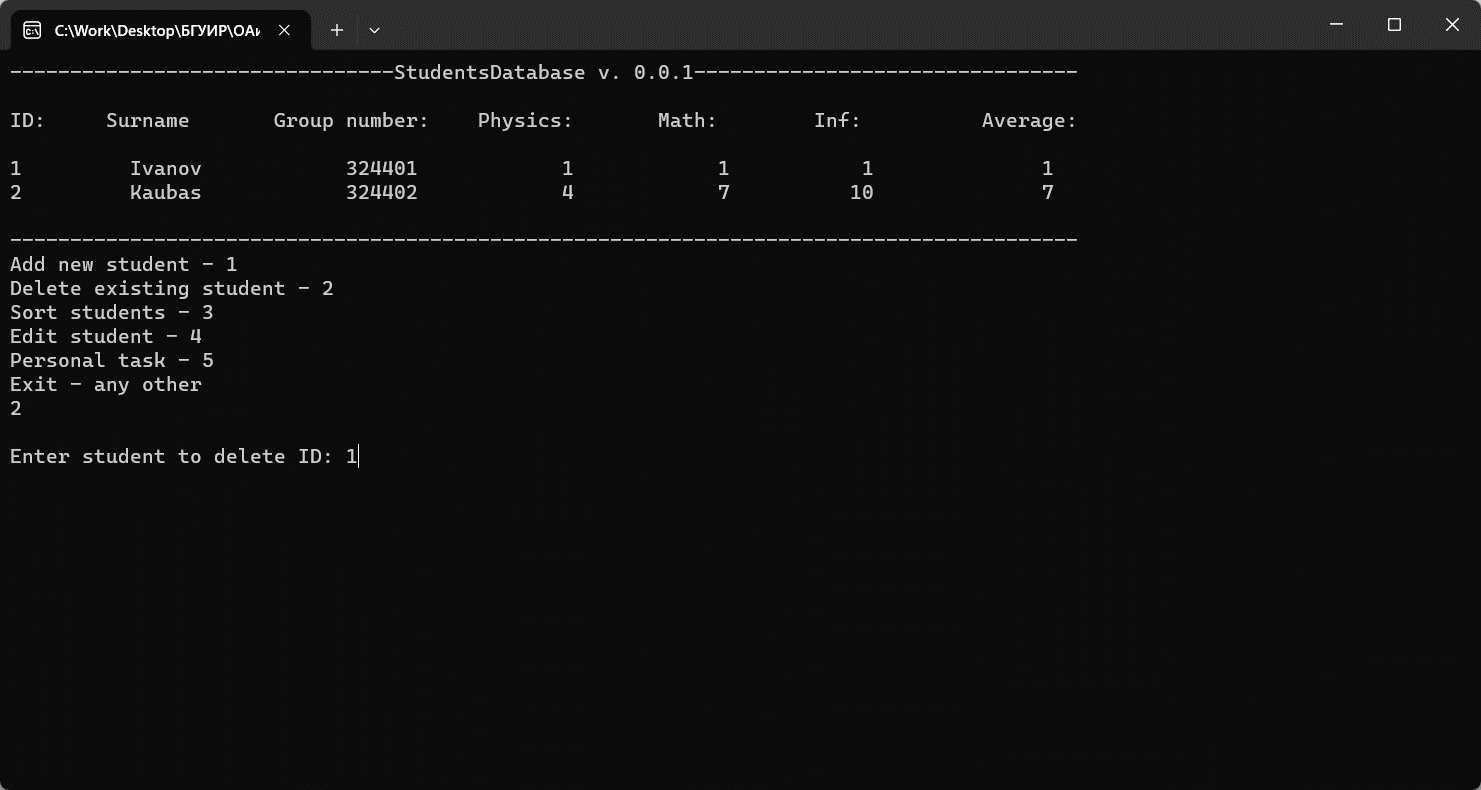 C:\Work\Desktop\БГУИР\ОАи
-------------------------------- StudentsDatabase v. 0.0.1--------------------------------
ID: Surname Group number: Physics: Math: Inf: Average:
1 Ivanov 324401 1 1 1 1
2 Kaubas 324402 4 7 10 7
-----------------------------------------------------------------------------------------
Add new student - 1
Delete existing student - 2
Sort students - 3
Edit student - 4
Personal task - 5
Exit - any other
2
Enter student to delete ID: 1